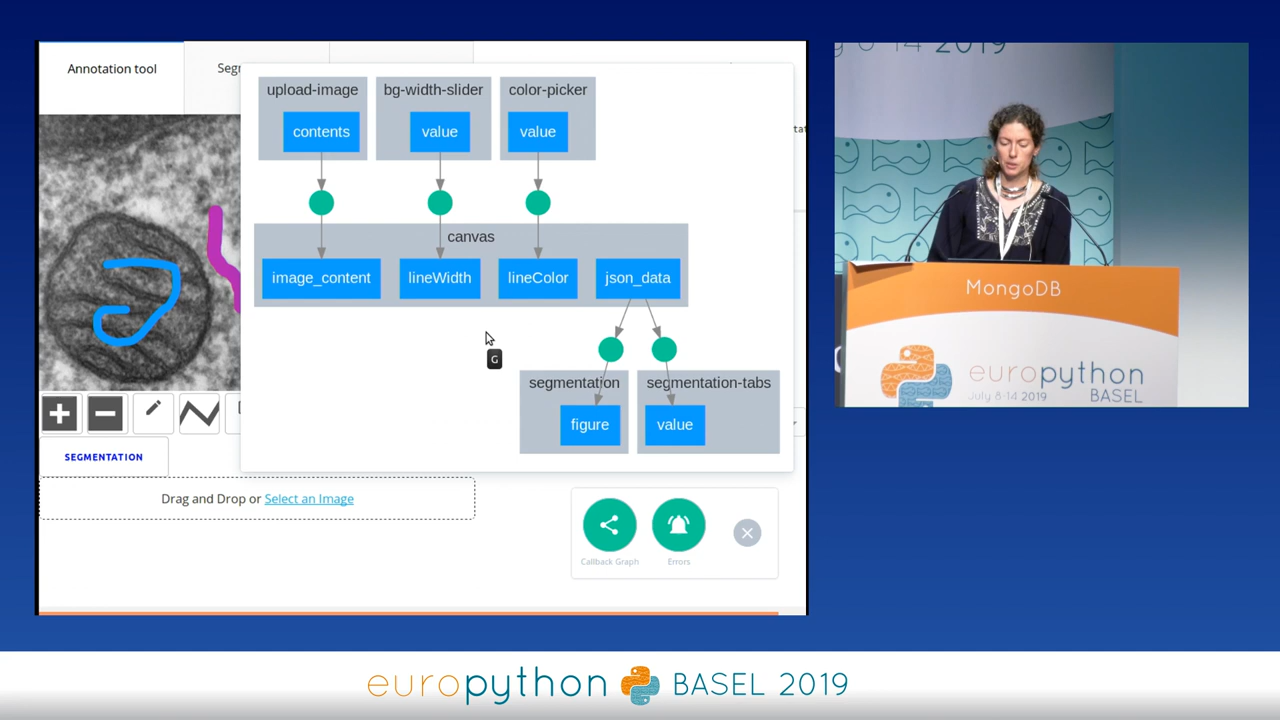 Annotation tool
Seg
upload-image
bg-width-slider
color-picker
contents
value
value
canvas
image_content
lineWidth
lineColor
json_data
G
segmentation
segmentation-tabs
figure
value
SEGMENTATION
Drag and Drop or Select an Image
Callback Graph
Errors
8-14 2019
MongoDB
europython
July 8-14 2019
BASEL
europython BASEL 2019